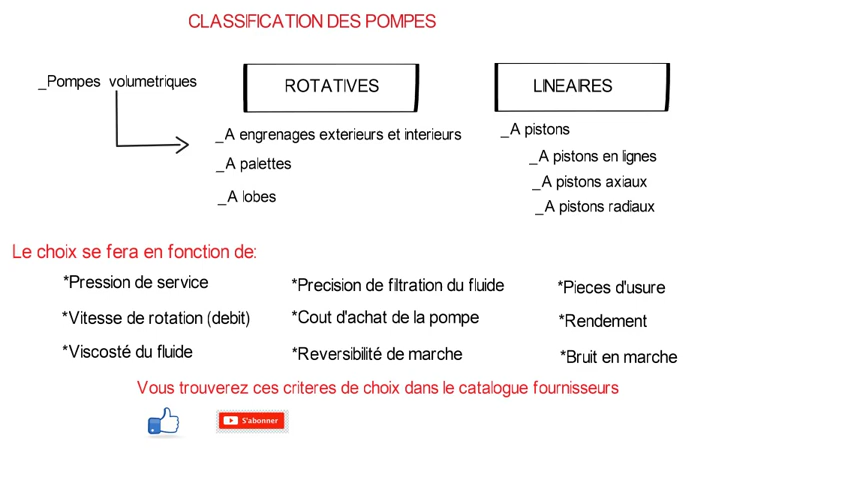 CLASSIFICATION DES POMPES
_Pompes volumetriques
ROTATIVES
_A engrenages exterieurs et interieurs
_A palettes
_A lobes
LINEAIRES
_A pistons
_A pistons en lignes
_A pistons axiaux
_A pistons radiaux
Le choix se fera en fonction de:
*Pression de service
*Vitesse de rotation (debit)
*Viscosté du fluide
*Precision de filtration du fluide
*Cout d'achat de la pompe
*Reversibilité de marche
*Pieces d'usure
*Rendement
*Bruit en marche
Vous trouverez ces criteres de choix dans le catalogue fournisseurs
S'abonner